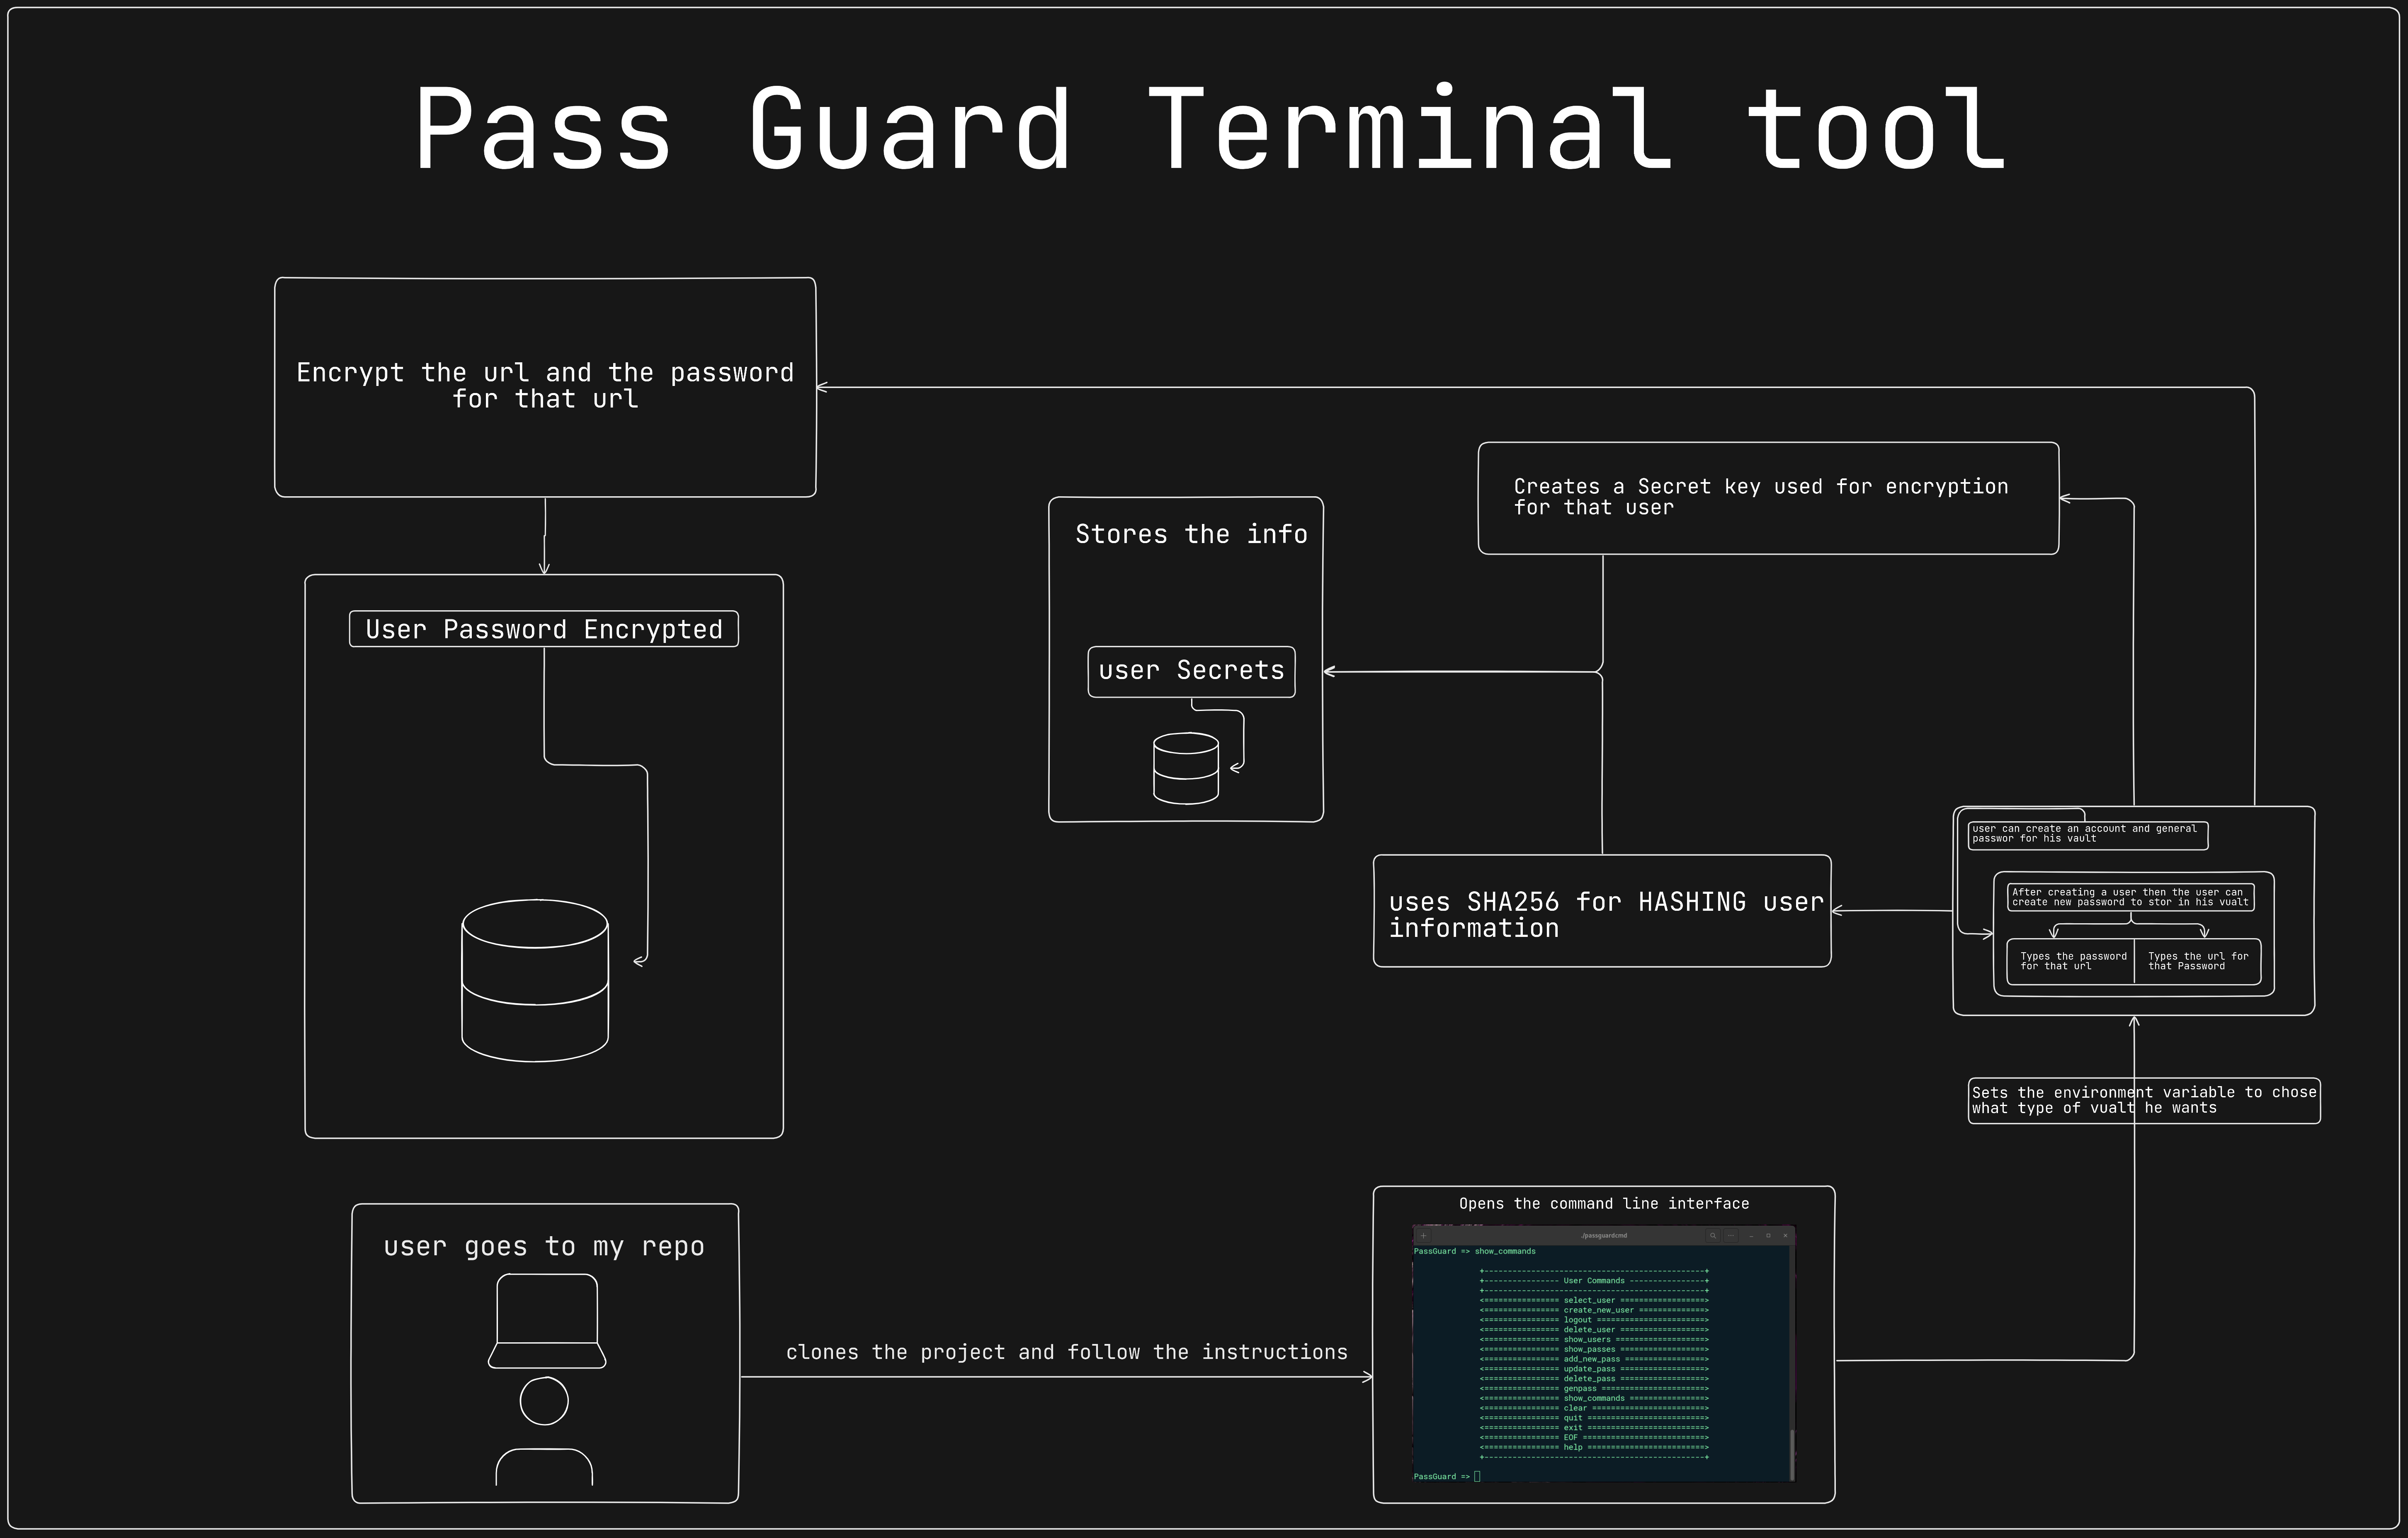 Pass Guard Terminal tool
Encrypt the url and the password
for that url
User Password Encrypted
Stores the info
user Secrets
Creates a Secret key used for encryption
for that user
uses SHA256 for HASHING user
information
user can create an account and general
passwor for his vault
After creating a user then the user can
create new password to stor in his vualt
Types the password
for that url
Types the url for
that Password
Sets the environment variable to chose
what type of vualt he wants
user goes to my repo
clones the project and follow the instructions
Opens the command line interface
./passguardcmd
PassGuard => show_commands
+-----------------------------------------------+
+---------------- User Commands ----------------+
+-----------------------------------------------+
<================ select_user ==================>
<================ create_new_user ==============>
<================ logout =======================>
<================ delete_user ==================>
<================ show_users ===================>
<================ show_passes ==================>
<================ add_new_pass =================>
<================ update_pass ==================>
<================ delete_pass ==================>
<================ genpass ======================>
<================ show_commands ================>
<================ clear ========================>
<================ quit =========================>
<================ exit =========================>
<================ EOF ==========================>
<================ help =========================>
+-----------------------------------------------+
PassGuard =>